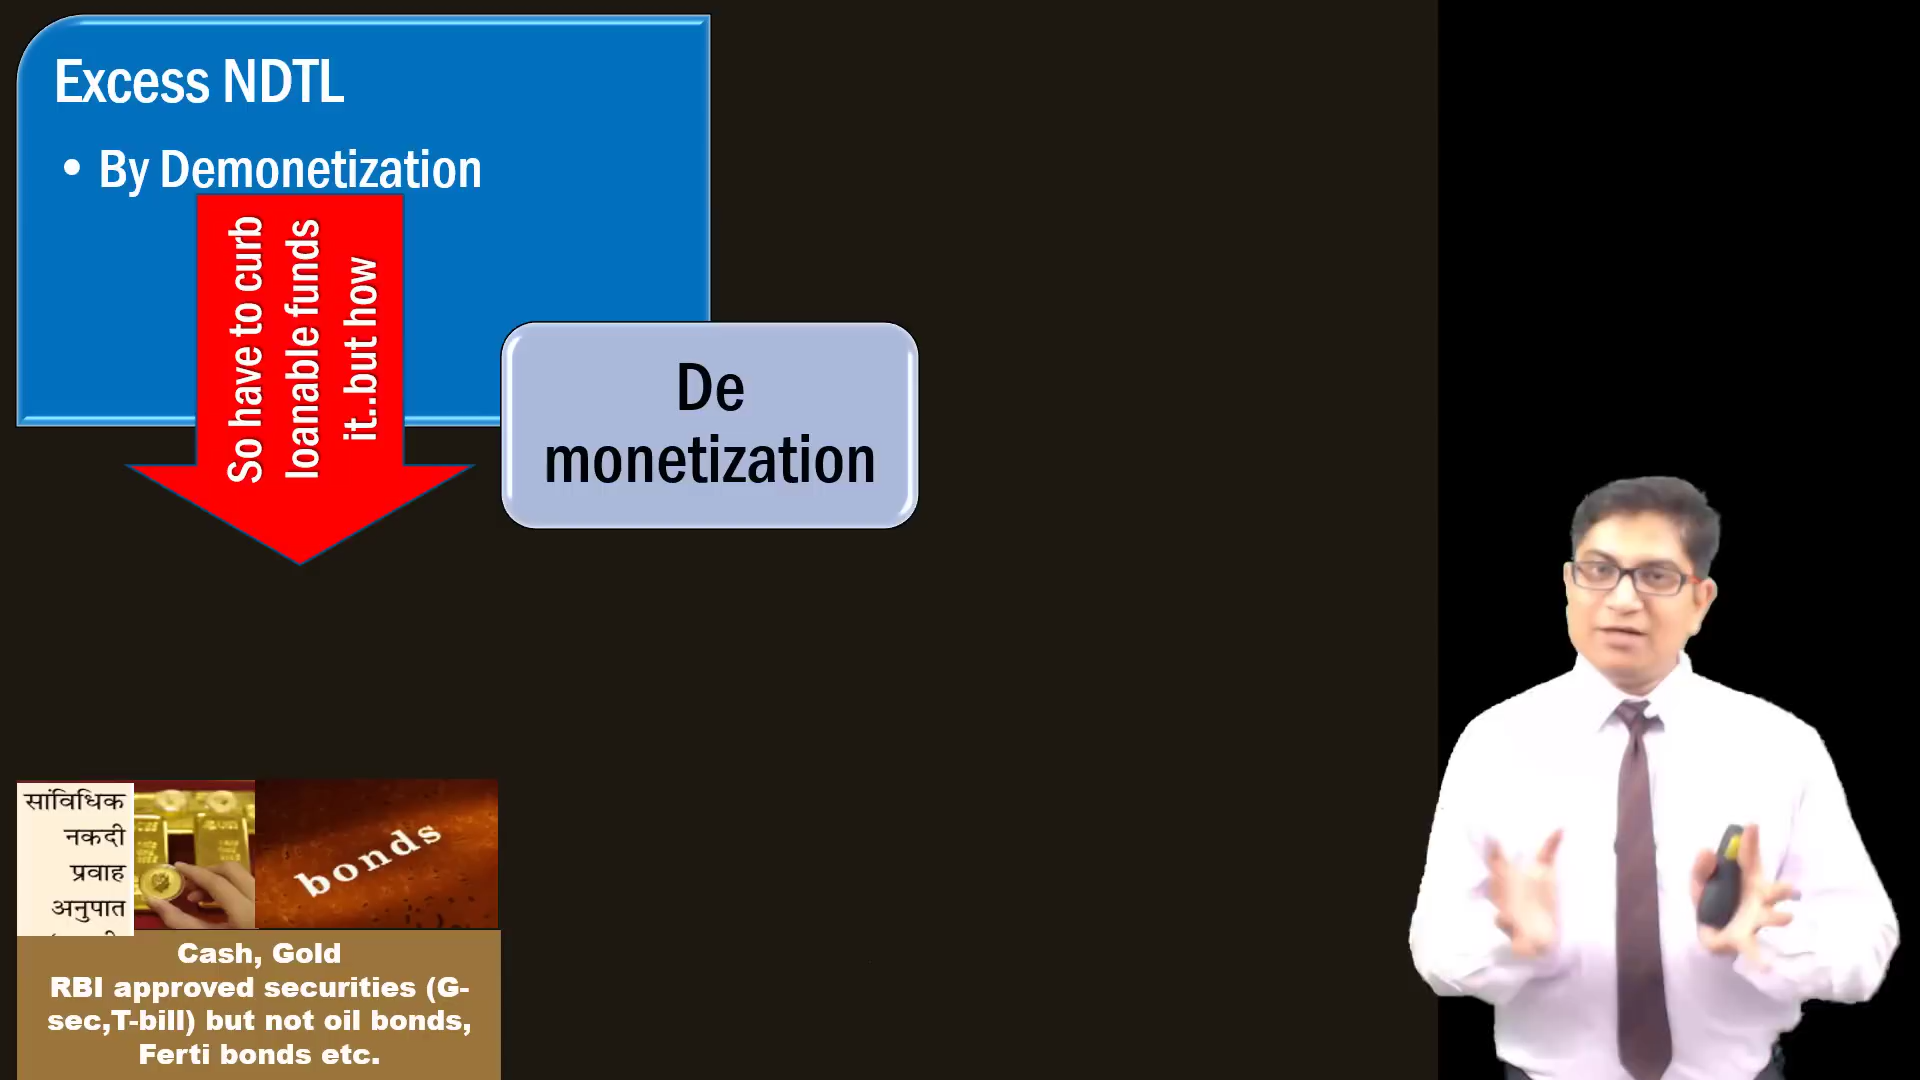 Excess NDTL
• By Demonetization
So have to curb
loanable funds
it..but how
De
monetization
सांविधिक
नकदी
प्रवाह
अनुपात
bonds
Cash, Gold
RBI approved securities (G-
sec,T-bill) but not oil bonds,
Ferti bonds etc.